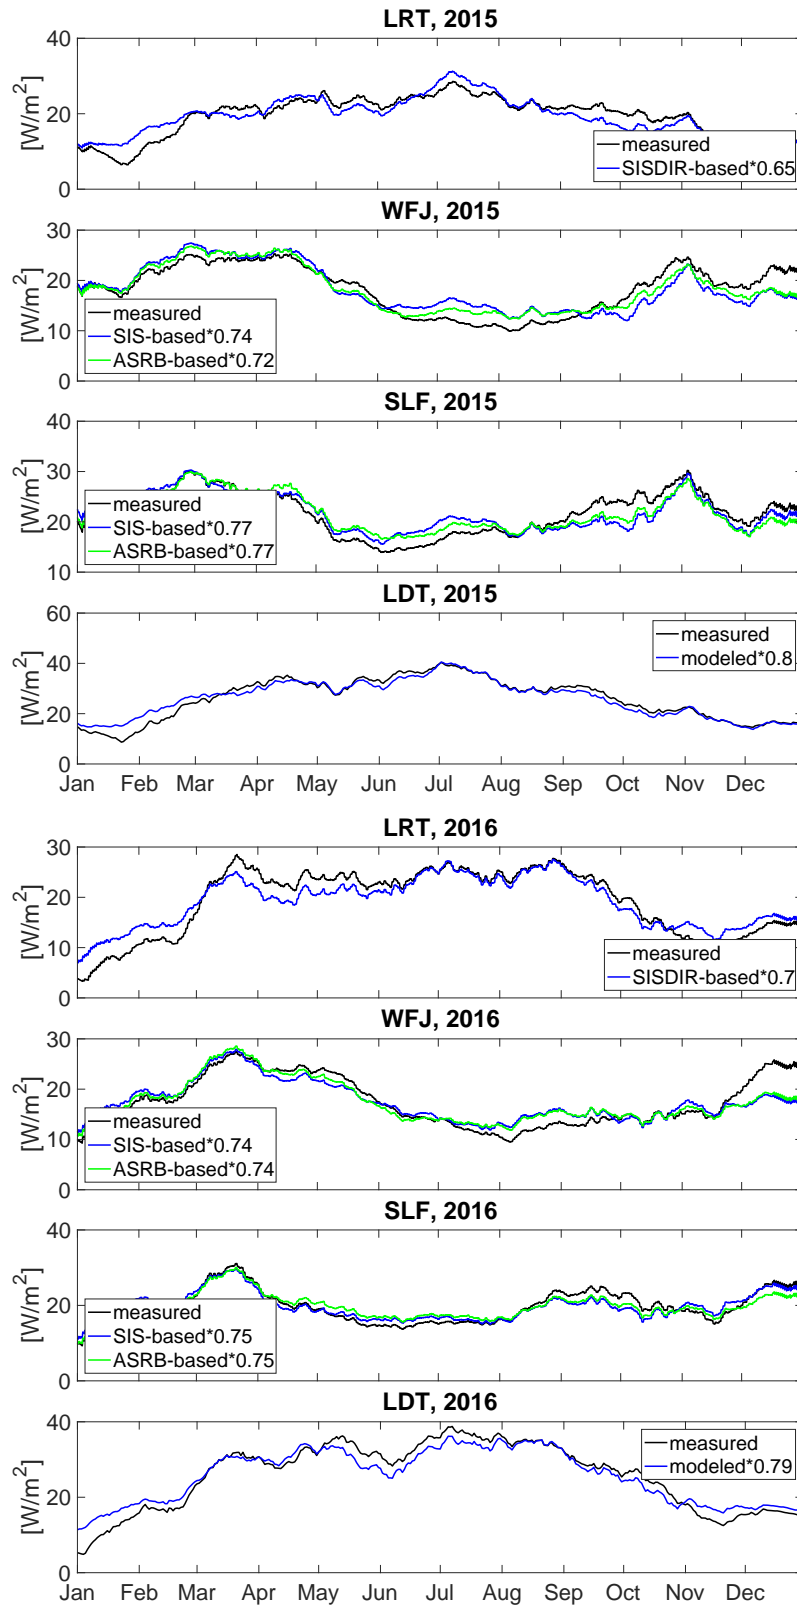 LRT, 2015
[W/m²]
40
20
0
measured
SISDIR-based*0.65
WFJ, 2015
[W/m²]
30
20
10
0
measured
SIS-based*0.74
ASRB-based*0.72
SLF, 2015
[W/m²]
40
30
20
10
measured
SIS-based*0.77
ASRB-based*0.77
LDT, 2015
[W/m²]
60
40
20
0
measured
modeled*0.8
Jan Feb Mar Apr May Jun Jul Aug Sep Oct Nov Dec
LRT, 2016
[W/m²]
30
20
10
0
measured
SISDIR-based*0.7
WFJ, 2016
[W/m²]
30
20
10
0
measured
SIS-based*0.74
ASRB-based*0.74
SLF, 2016
[W/m²]
40
20
0
measured
SIS-based*0.75
ASRB-based*0.75
LDT, 2016
[W/m²]
40
20
0
measured
modeled*0.79
Jan Feb Mar Apr May Jun Jul Aug Sep Oct Nov Dec